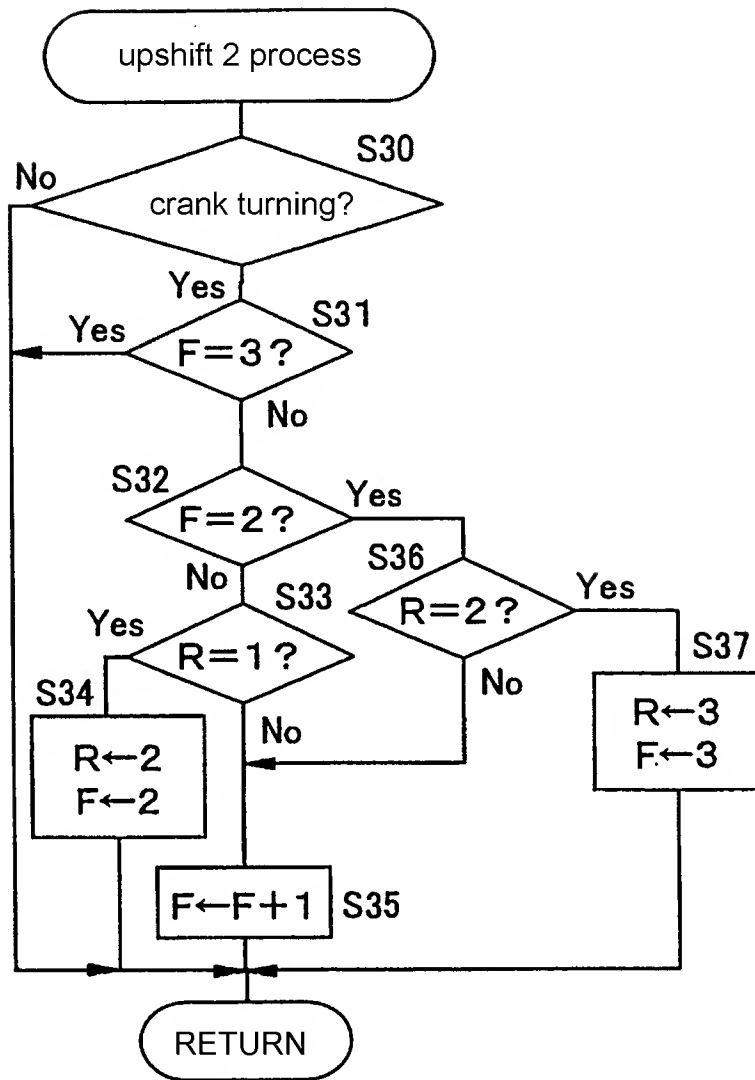 upshift 2 process
S30
No
crank turning?
Yes
S31
Yes
F=3?
No
S32
Yes
F=2?
S36
No
S33
Yes
Yes
R=2?
R=1?
S37
No
S34
R←3
No
F←3
R←2
F←2
F←F+1
S35
RETURN